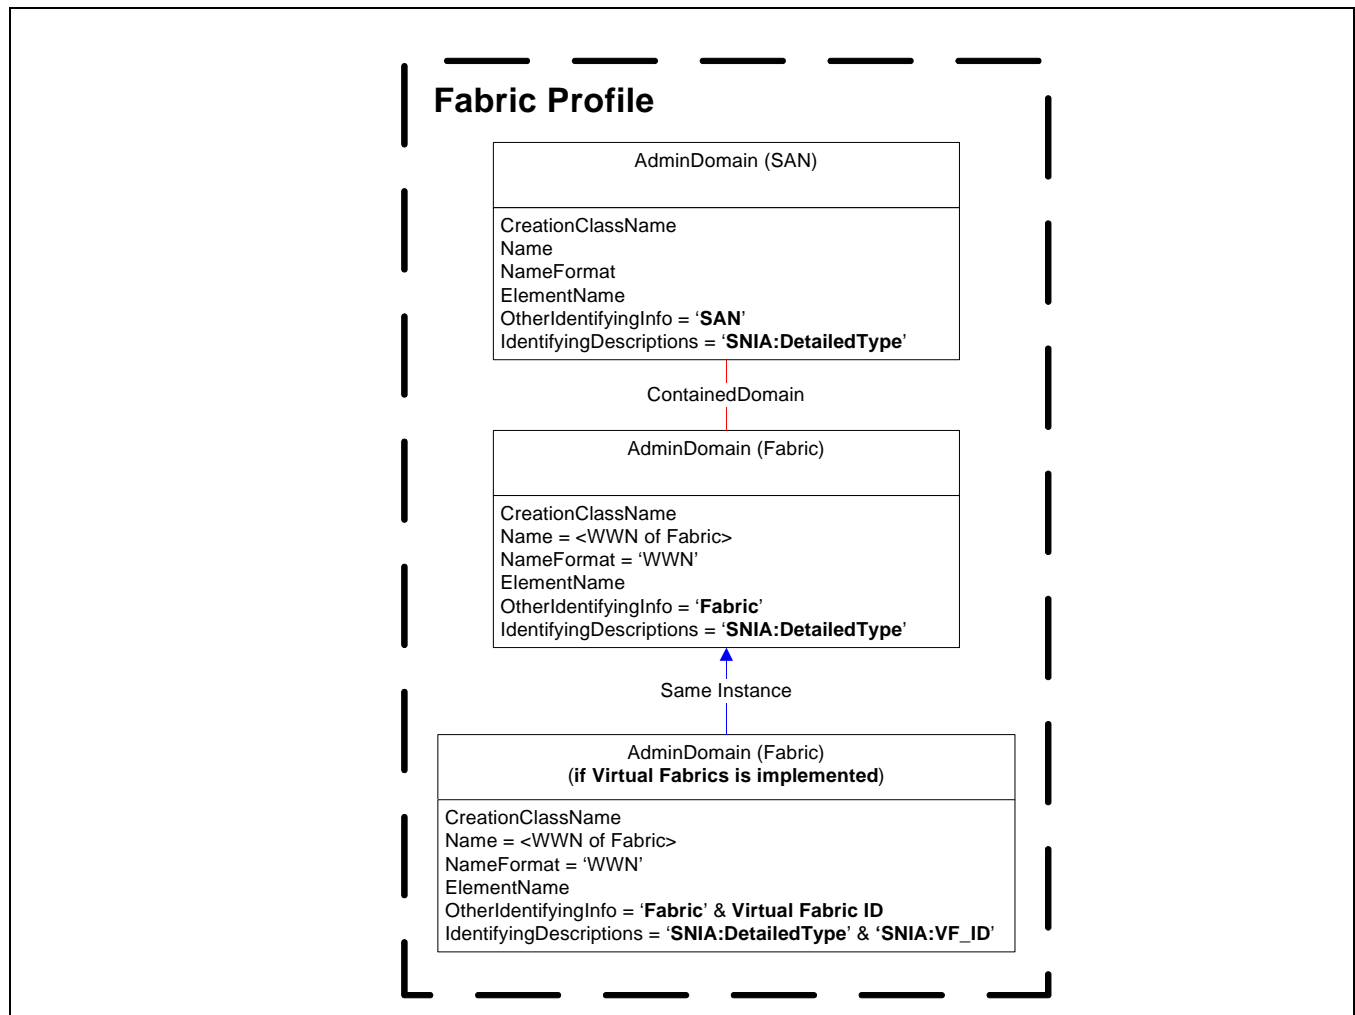 Fabric Profile
AdminDomain (SAN)
CreationClassName
Name
NameFormat
ElementName
OtherIdentifyingInfo = ‘SAN’
IdentifyingDescriptions = ‘SNIA:DetailedType’
ContainedDomain
AdminDomain (Fabric)
CreationClassName
Name = <WWN of Fabric>
NameFormat = ‘WWN’
ElementName
OtherIdentifyingInfo = ‘Fabric’
IdentifyingDescriptions = ‘SNIA:DetailedType’
Same Instance
AdminDomain (Fabric)
(if Virtual Fabrics is implemented)
CreationClassName
Name = <WWN of Fabric>
NameFormat = ‘WWN’
ElementName
OtherIdentifyingInfo = ‘Fabric’ & Virtual Fabric ID
IdentifyingDescriptions = ‘SNIA:DetailedType’ & ‘SNIA:VF_ID’